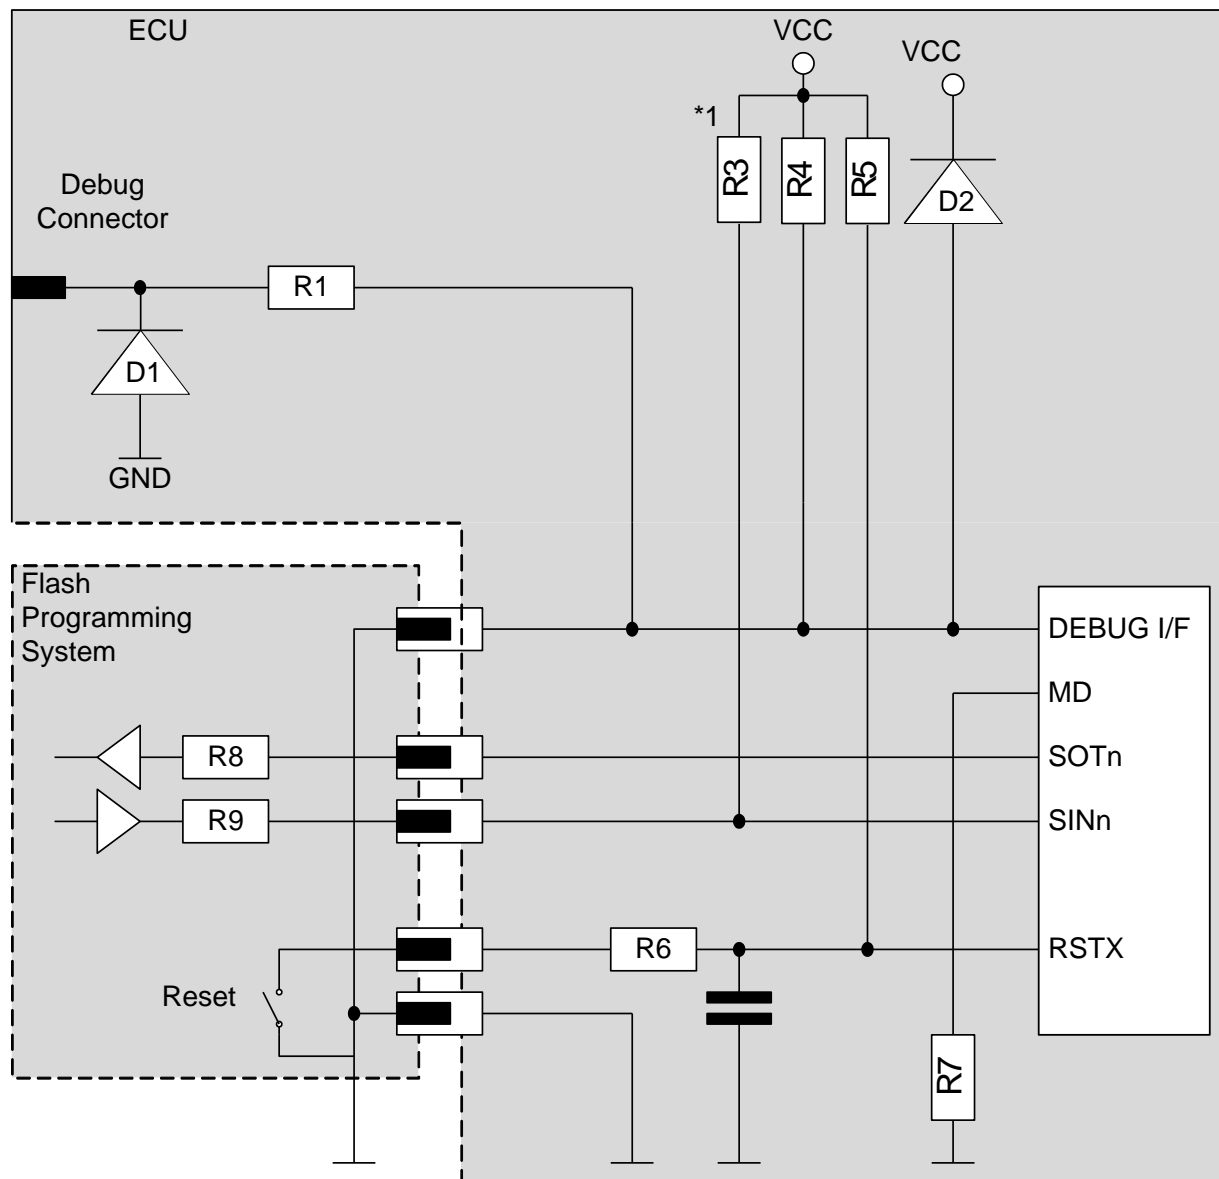 ECU
VCC
VCC
*1
R3
R4
R5
D2
Debug
Connector
R1
D1
GND
Flash
Programming
System
DEBUG I/F
MD
R8
SOTn
R9
SINn
R6
RSTX
Reset
R7